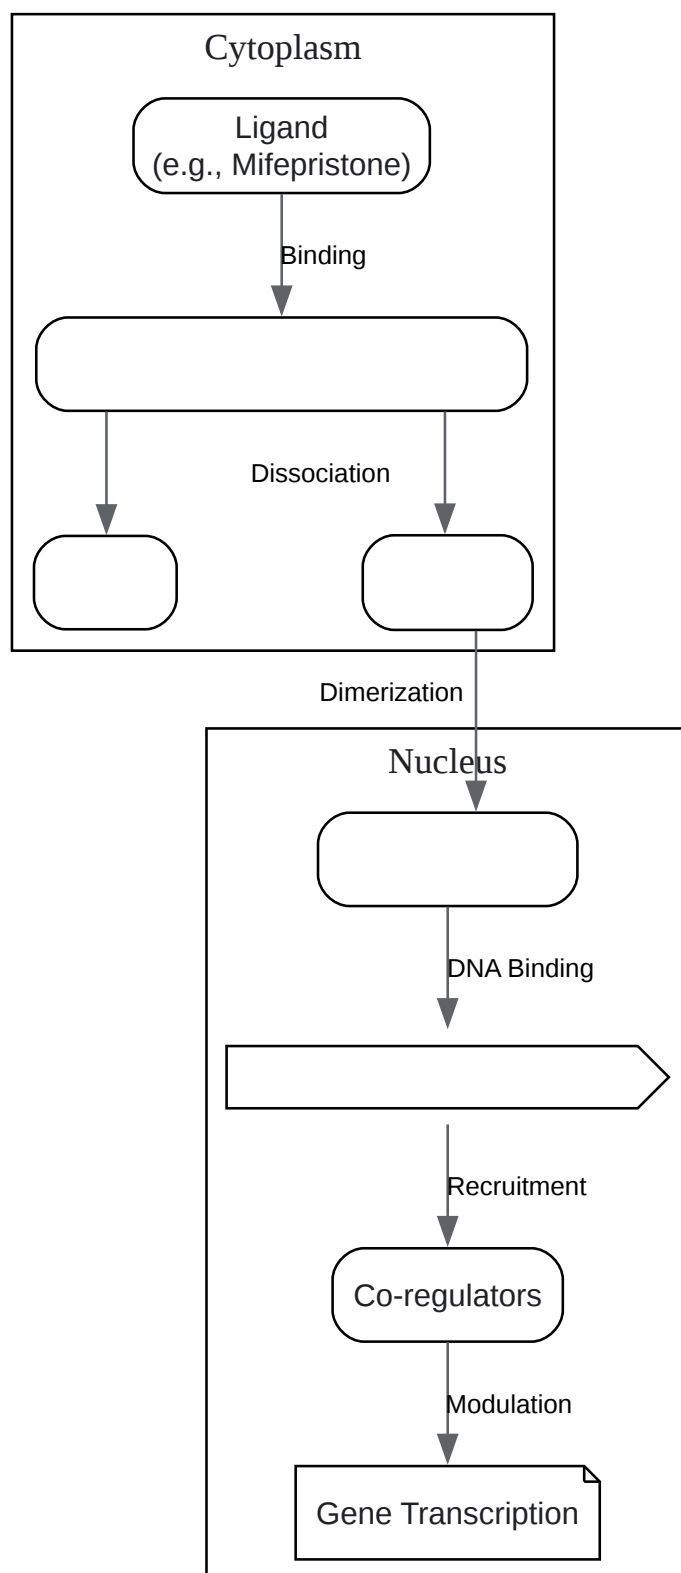 Cytoplasm
Ligand
(e.g., Mifepristone)
Binding
Dissociation
Dimerization
Nucleus
DNA Binding
Recruitment
Co-regulators
Modulation
Gene Transcription